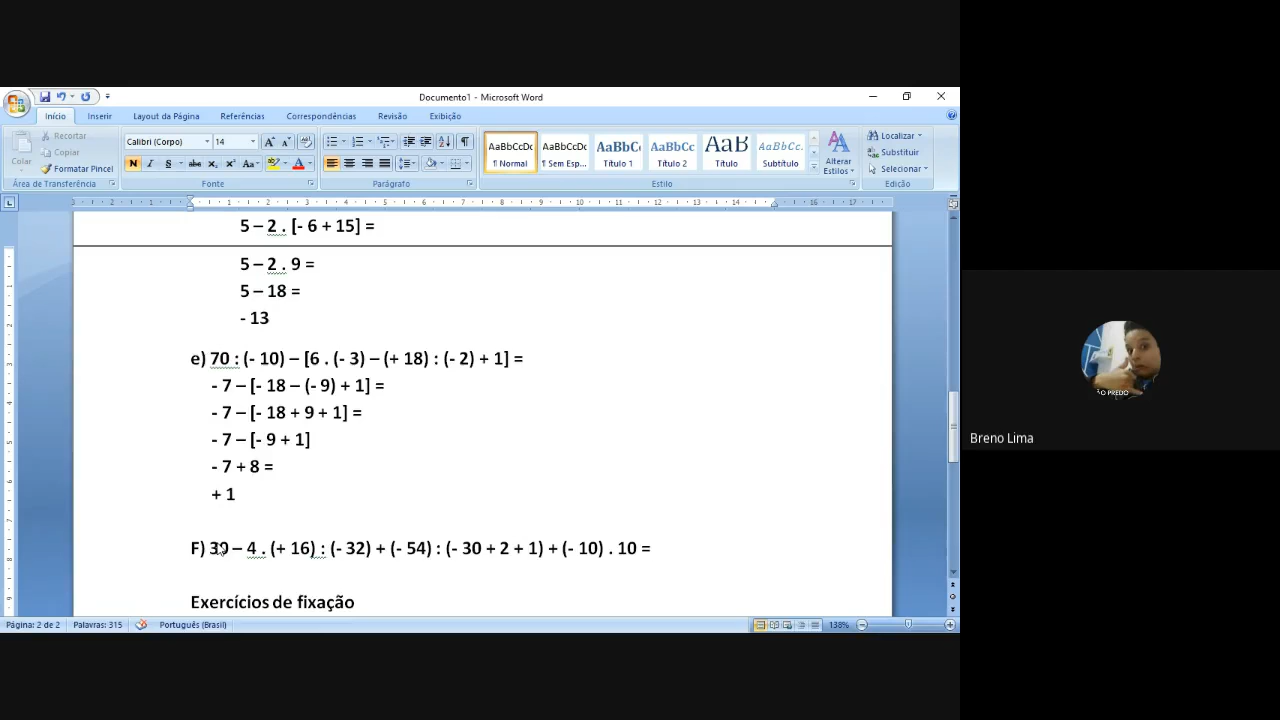 Documento1 - Microsoft Word
Início Inserir Layout da Página Referências Correspondências Revisão Exibição
Colar
Recortar
Copiar
Formatar Pincel
Área de Transferência
Calibri (Corpo) 14
N I S abc x₂ x² Aa
Fonte
Parágrafo
AaBbCcDc AaBbCcDc AaBbC AaBbCc AaB AaBbCc.
¶ Normal ¶ Sem Esp... Título 1 Título 2 Título Subtítulo
Alterar Estilos
Estilo
Localizar
Substituir
Selecionar
Edição
5 – 2 . [- 6 + 15] =
5 – 2 . 9 =
5 – 18 =
- 13
e) 70 : (- 10) – [6 . (- 3) – (+ 18) : (- 2) + 1] =
- 7 – [- 18 – (- 9) + 1] =
- 7 – [- 18 + 9 + 1] =
- 7 – [- 9 + 1]
- 7 + 8 =
+ 1
F) 30 – 4 . (+ 16) : (- 32) + (- 54) : (- 30 + 2 + 1) + (- 10) . 10 =
Exercícios de fixação
Página: 2 de 2 Palavras: 315 Português (Brasil) 138%
Breno Lima